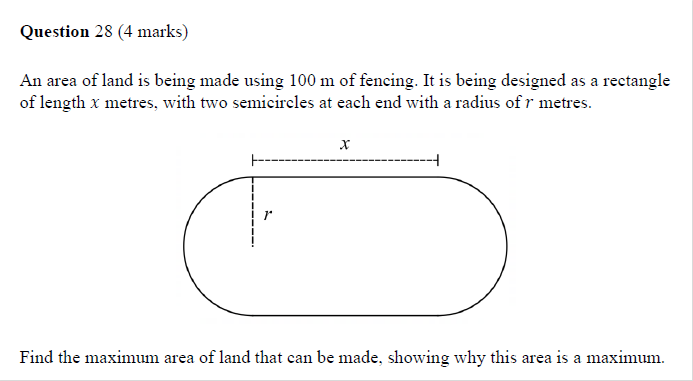 Question 28 (4 marks)
An area of land is being made using 100 m of fencing. It is being designed as a rectangle
of length x metres, with two semicircles at each end with a radius of r metres.
x
r
Find the maximum area of land that can be made, showing why this area is a maximum.